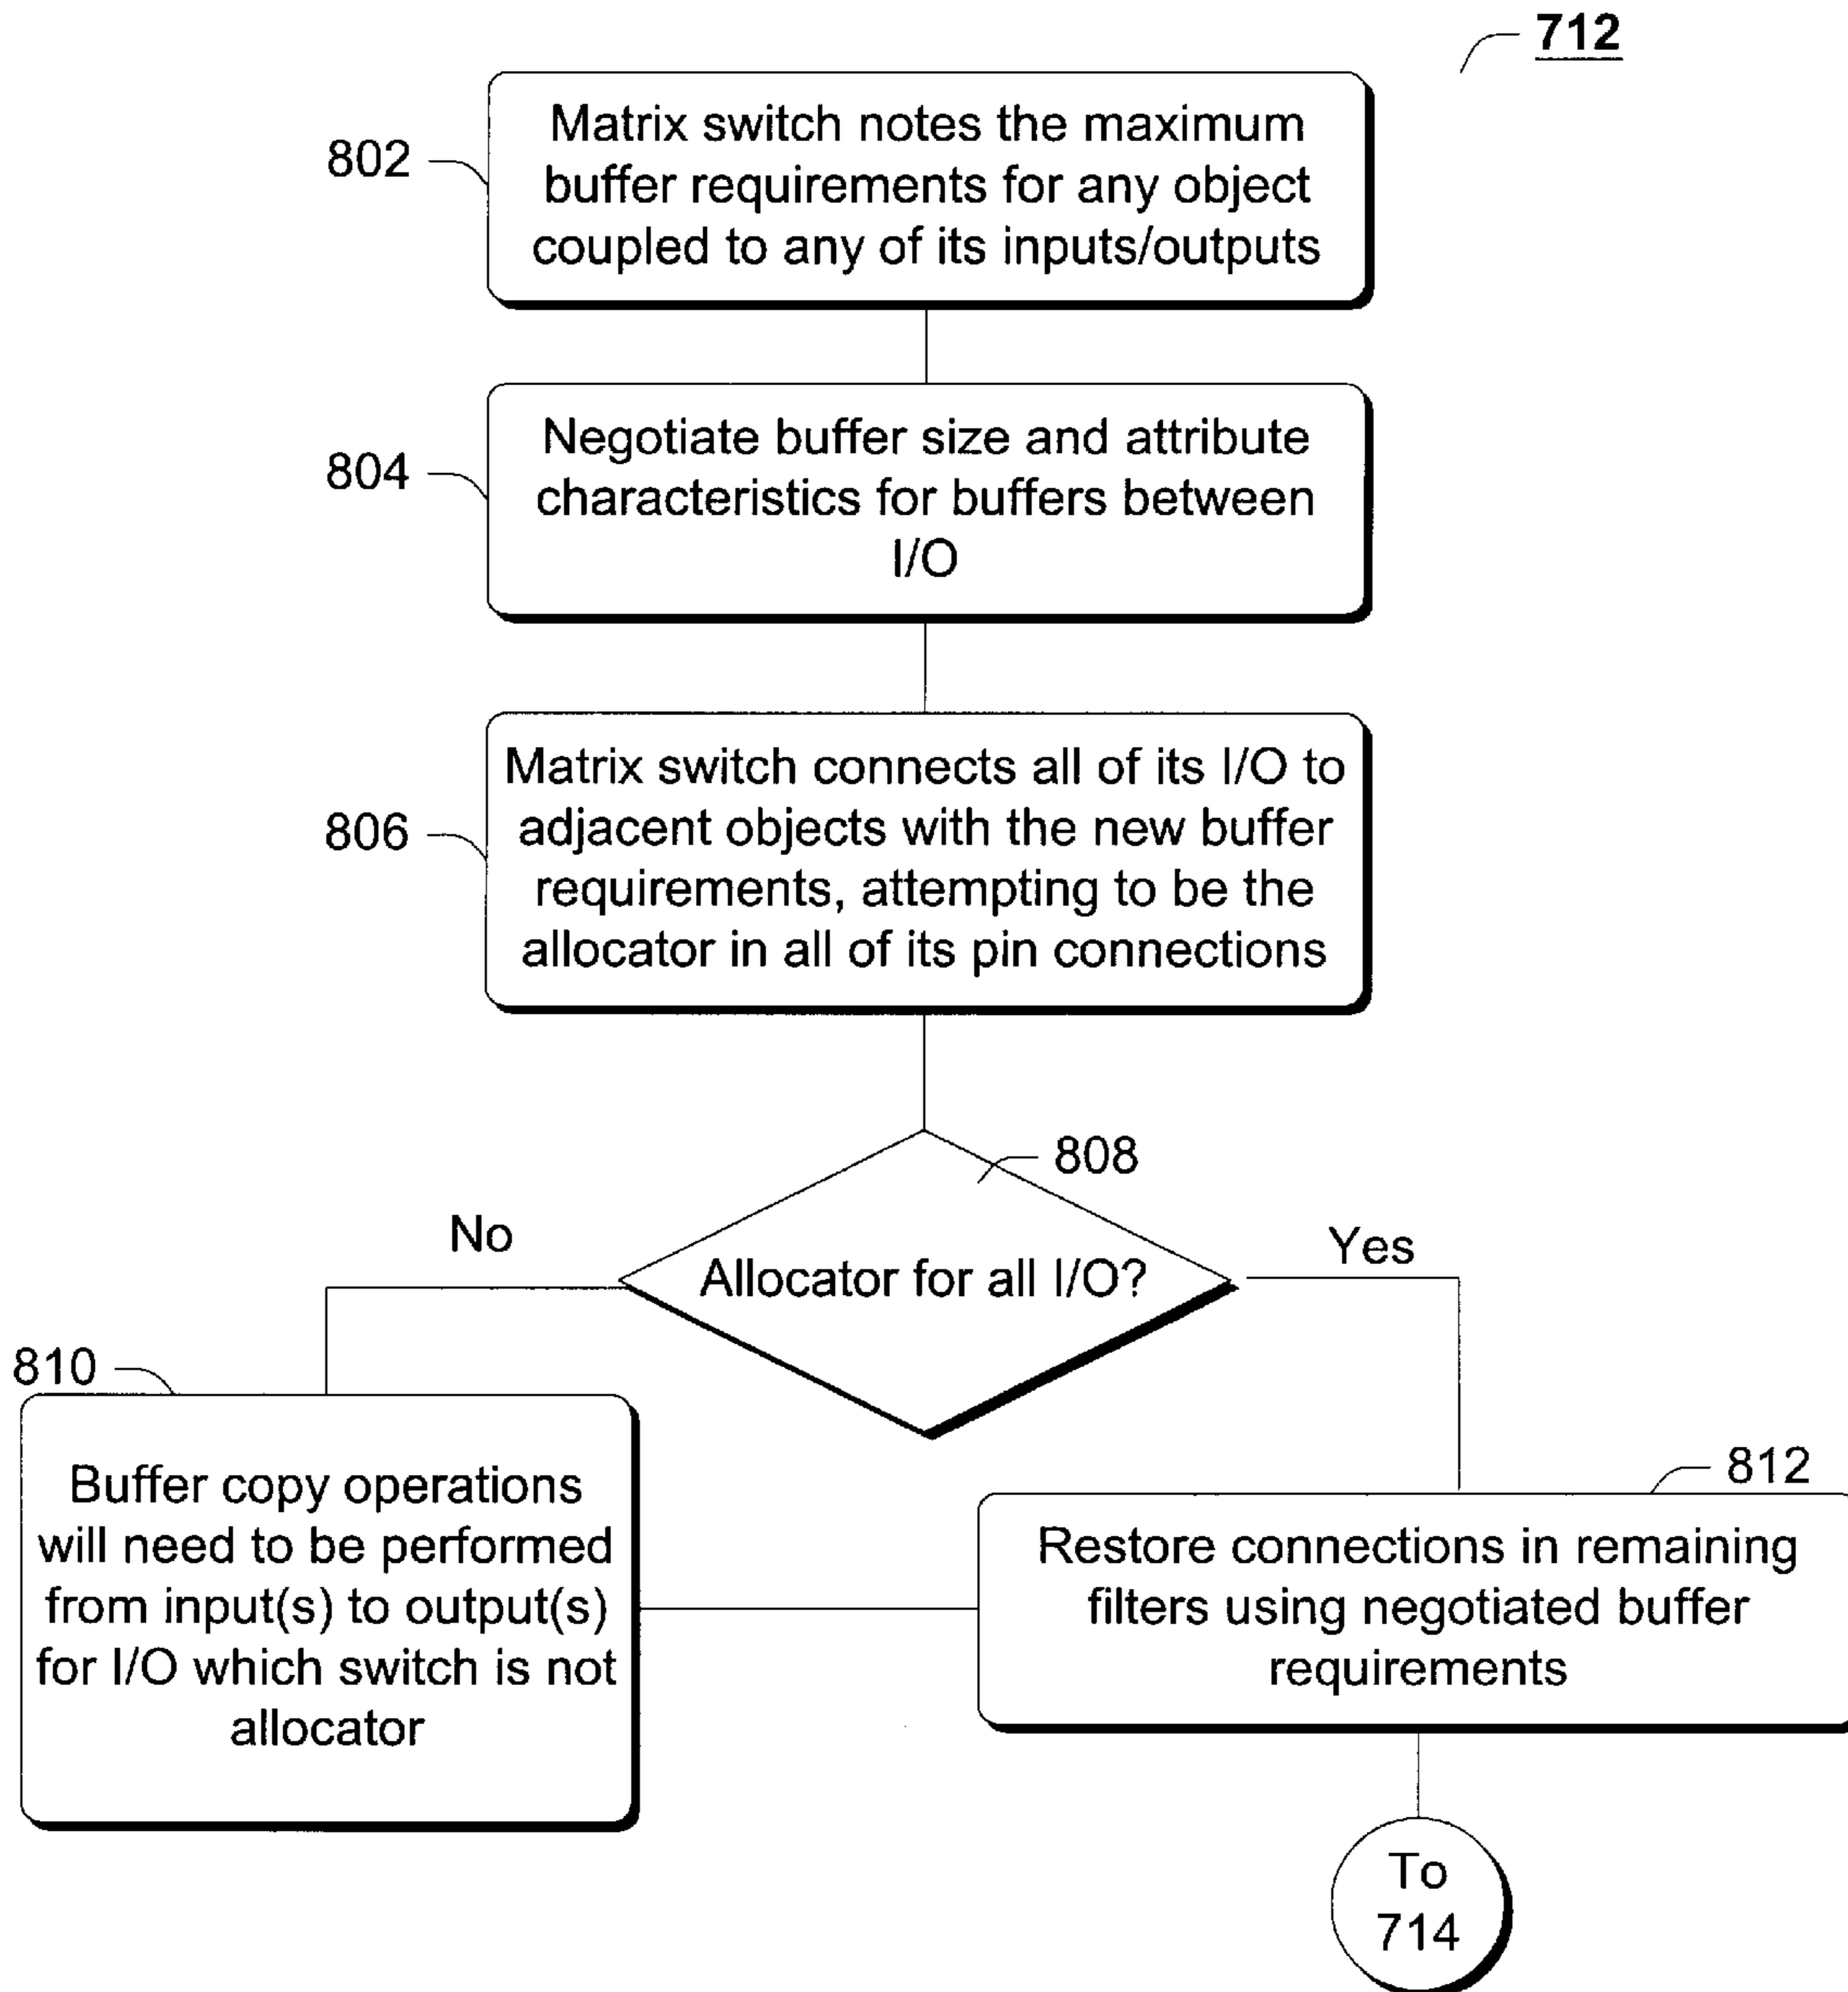 712
802
Matrix switch notes the maximum
buffer requirements for any object
coupled to any of its inputs/outputs
804
Negotiate buffer size and attribute
characteristics for buffers between
I/O
806
Matrix switch connects all of its I/O to
adjacent objects with the new buffer
requirements, attempting to be the
allocator in all of its pin connections
808
No
Allocator for all I/O?
Yes
810
Buffer copy operations
will need to be performed
from input(s) to output(s)
for I/O which switch is not
allocator
812
Restore connections in remaining
filters using negotiated buffer
requirements
To
714